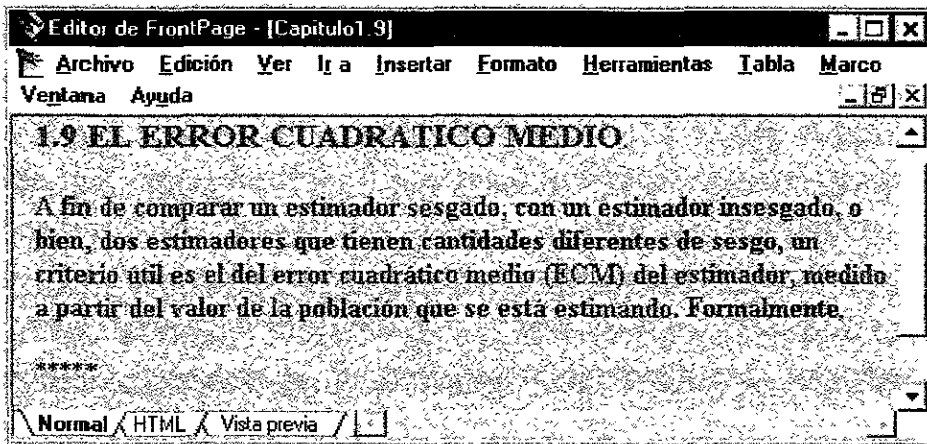 Editor de FrontPage - [Capitulo1.9]
Archivo Edición Ver Ir a Insertar Formato Herramientas Tabla Marco
Ventana Ayuda
1.9 EL ERROR CUADRATICO MEDIO
A fin de comparar un estimador sesgado, con un estimador insesgado, o
bien, dos estimadores que tienen cantidades diferentes de sesgo, un
criterio útil es el del error cuadrático medio (ECM) del estimador, medido
a partir del valor de la población que se está estimando. Formalmente,
*****
Normal HTML Vista previa